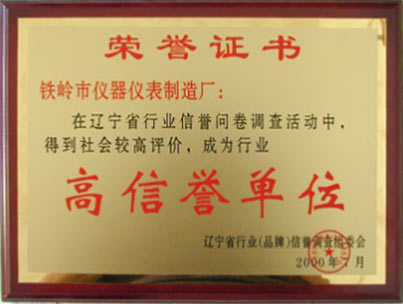 荣誉证书
铁岭市仪器仪表制造厂：
在辽宁省行业信誉问卷调查活动中，
得到社会较高评价，成为行业
高信誉单位
辽宁省行业(品牌)信誉调查组委会
2000年7月